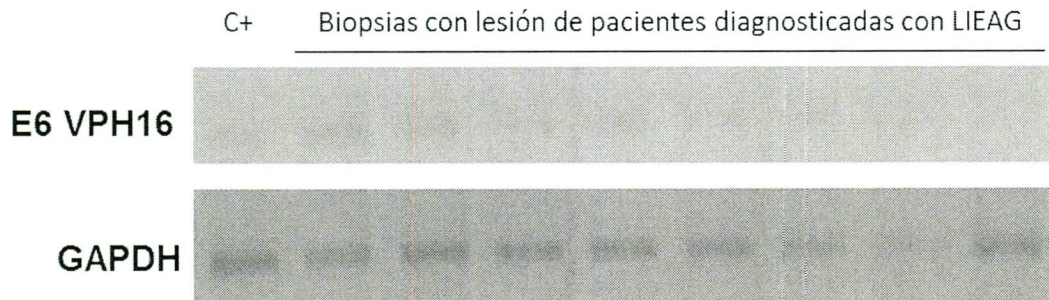 C+ Biopsias con lesión de pacientes diagnosticadas con LIEAG
E6 VPH16
GAPDH